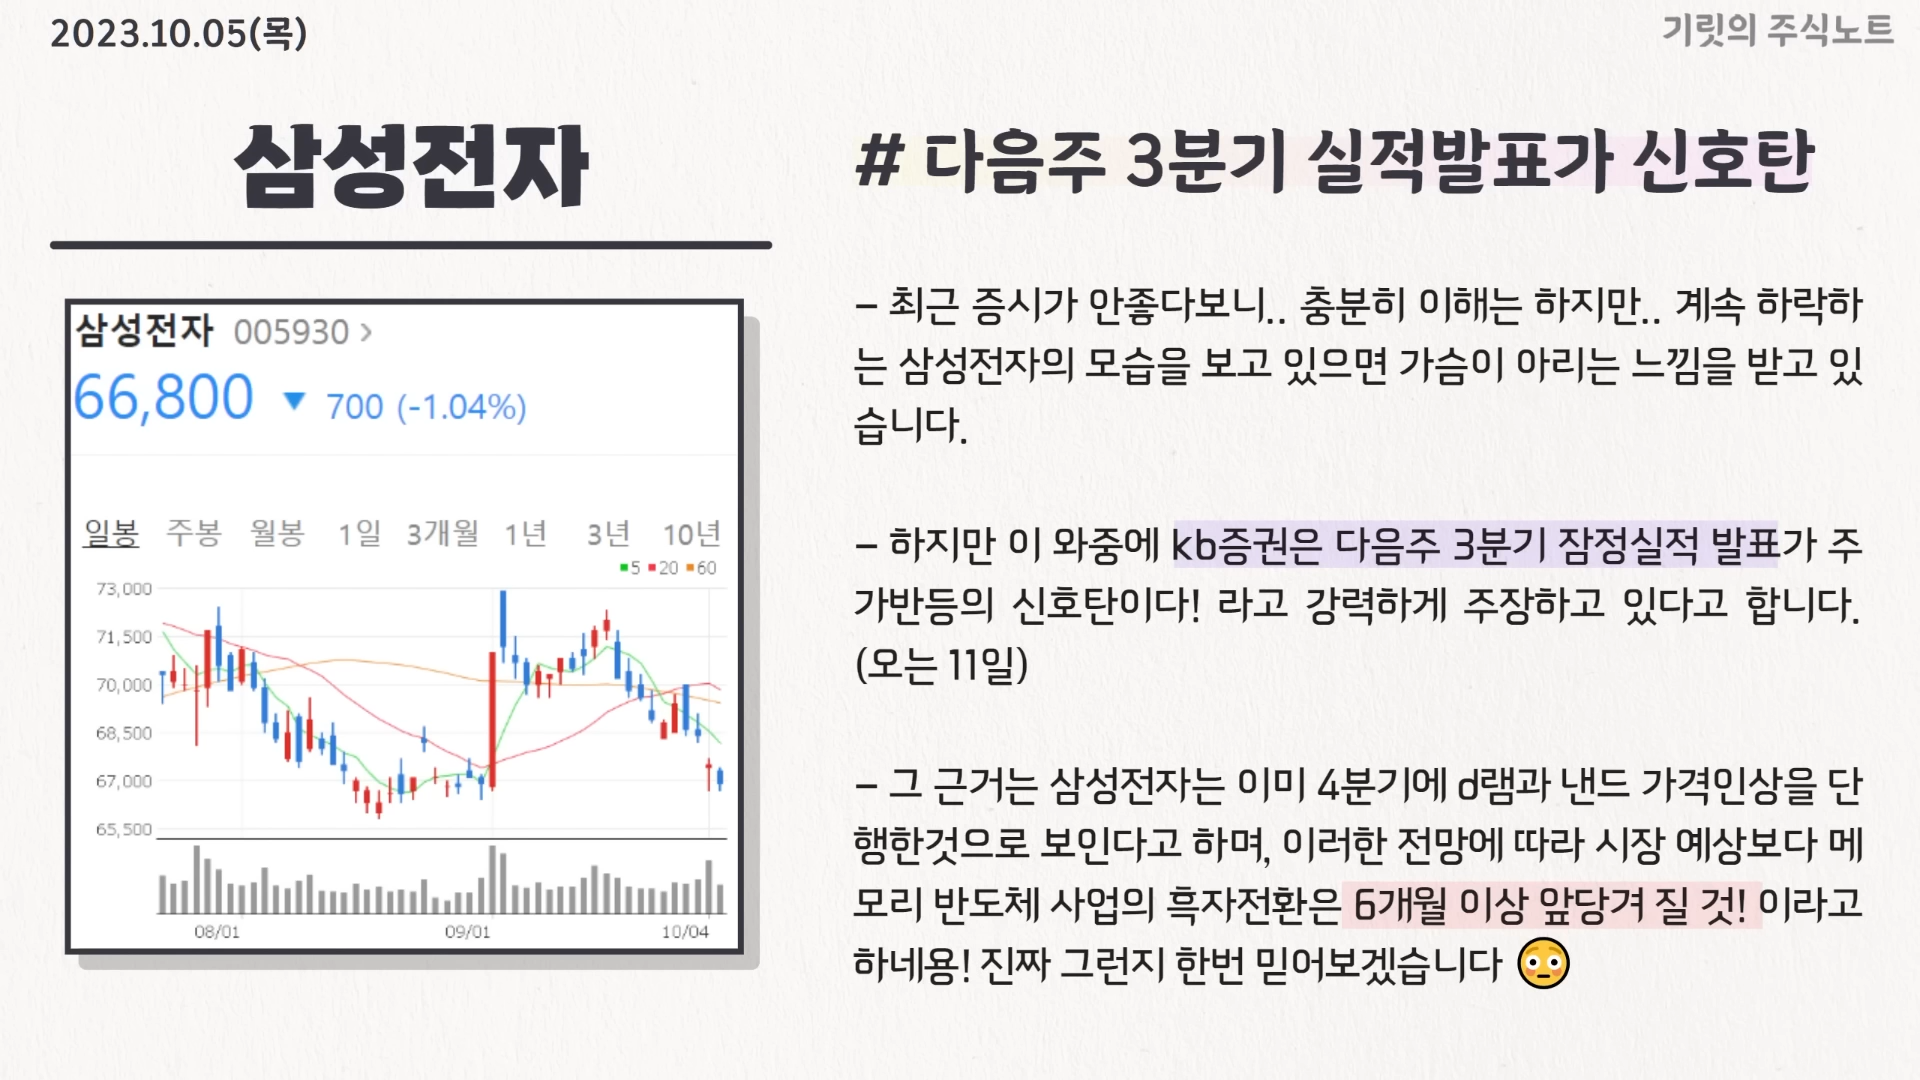 2023.10.05(목)
기릿의 주식노트
삼성전자
# 다음주 3분기 실적발표가 신호탄
삼성전자 005930 >
66,800 ▼ 700 (-1.04%)
일봉 주봉 월봉 1일 3개월 1년 3년 10년
5 20 60
73,000
71,500
70,000
68,500
67,000
65,500
08/01 09/01 10/04
– 최근 증시가 안좋다보니.. 충분히 이해는 하지만.. 계속 하락하
는 삼성전자의 모습을 보고 있으면 가슴이 아리는 느낌을 받고 있
습니다.
– 하지만 이 와중에 kb증권은 다음주 3분기 잠정실적 발표가 주
가반등의 신호탄이다! 라고 강력하게 주장하고 있다고 합니다.
(오는 11일)
– 그 근거는 삼성전자는 이미 4분기에 d램과 낸드 가격인상을 단
행한것으로 보인다고 하며, 이러한 전망에 따라 시장 예상보다 메
모리 반도체 사업의 흑자전환은 6개월 이상 앞당겨 질 것! 이라고
하네용! 진짜 그런지 한번 믿어보겠습니다 😳